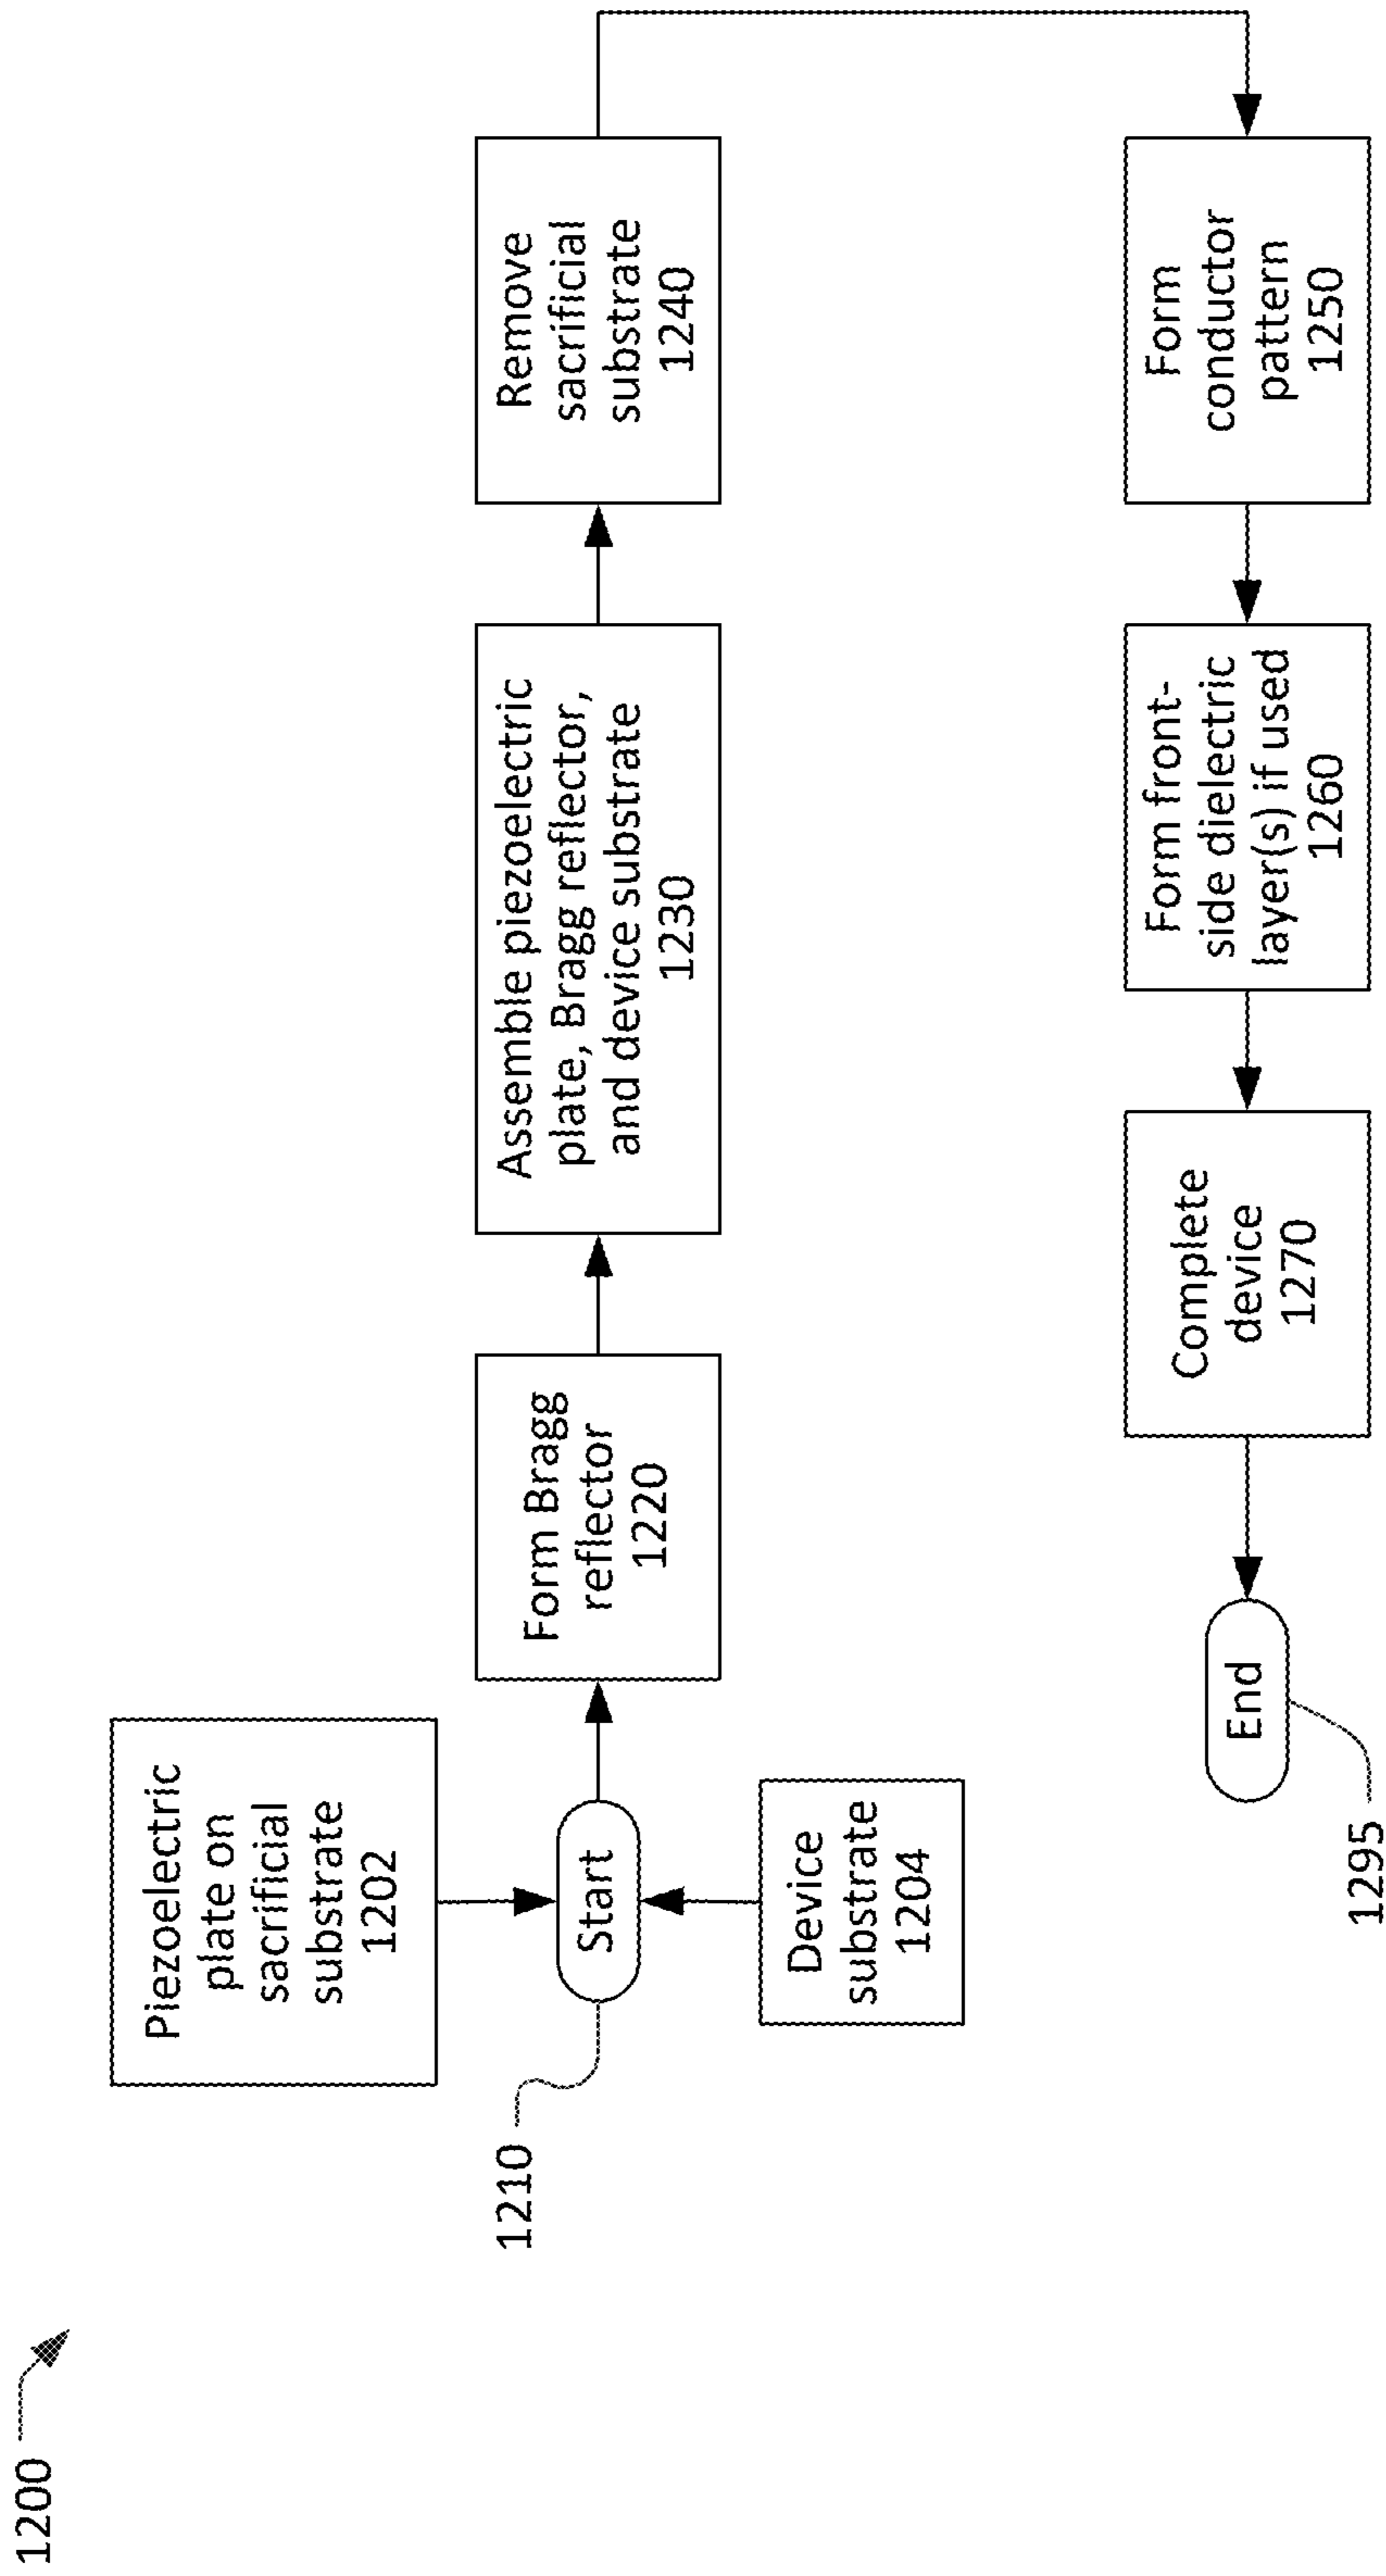 1200
Piezoelectric
plate on
sacrificial
substrate
1202
1210
Start
Device
substrate
1204
Form Bragg
reflector
1220
Assemble piezoelectric
plate, Bragg reflector,
and device substrate
1230
Remove
sacrificial
substrate
1240
Form
conductor
pattern
1250
Form front-
side dielectric
layer(s) if used
1260
Complete
device
1270
End
1295